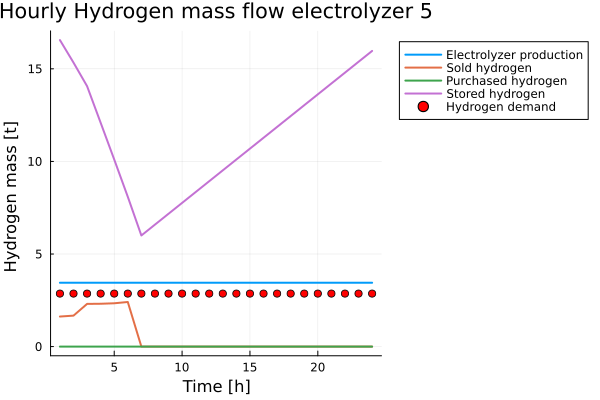 Hourly Hydrogen mass flow electrolyzer 5
Electrolyzer production
Sold hydrogen
Purchased hydrogen
Stored hydrogen
Hydrogen demand
Hydrogen mass [t]
15
10
5
0
5
10
15
20
Time [h]